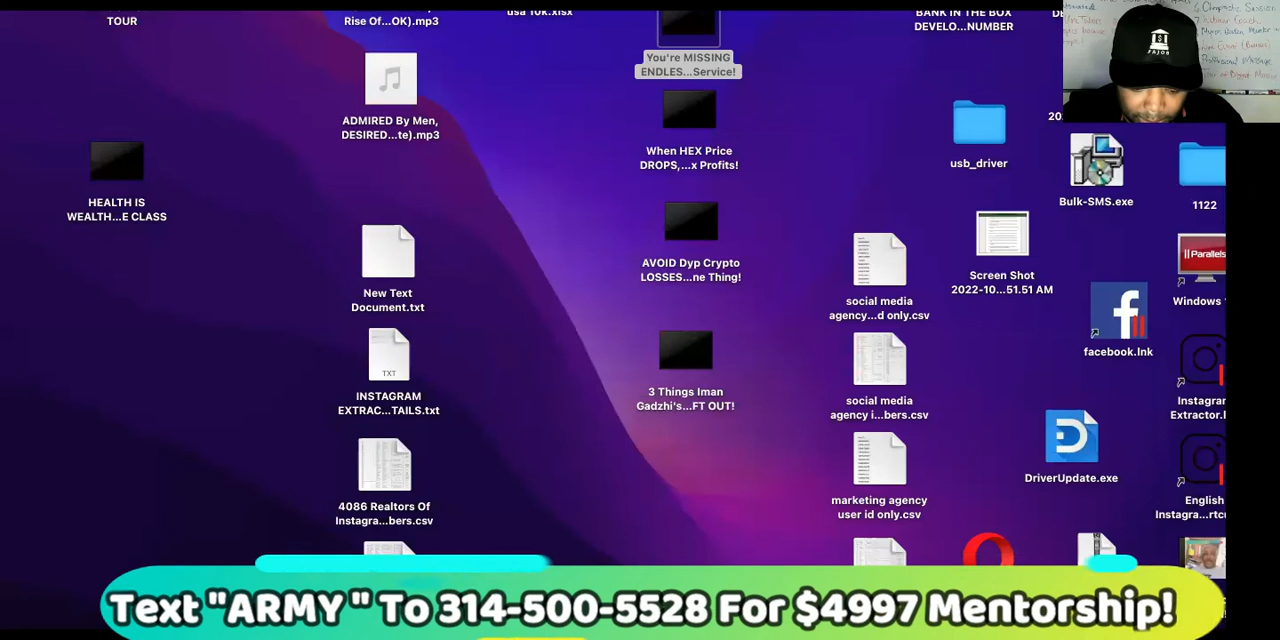 TOUR
Rise Of...OK).mp3
usa 10k.xlsx
BANK IN THE BOX
DEVELO...NUMBER
You're MISSING
ENDLES...Service!
ADMIRED By Men,
DESIRED...te).mp3
When HEX Price
DROPS,...x Profits!
usb_driver
20
Bulk-SMS.exe
1122
HEALTH IS
WEALTH...E CLASS
AVOID Dyp Crypto
LOSSES...ne Thing!
New Text
Document.txt
social media
agency...d only.csv
Screen Shot
2022-10...51.51 AM
Parallels
Windows
facebook.lnk
TXT
INSTAGRAM
EXTRAC...TAILS.txt
3 Things Iman
Gadzhi's...FT OUT!
social media
agency i...bers.csv
Instagra
Extractor.l
4086 Realtors Of
Instagra...bers.csv
marketing agency
user id only.csv
DriverUpdate.exe
English
Instagra...rtcu
Text "ARMY " To 314-500-5528 For $4997 Mentorship!